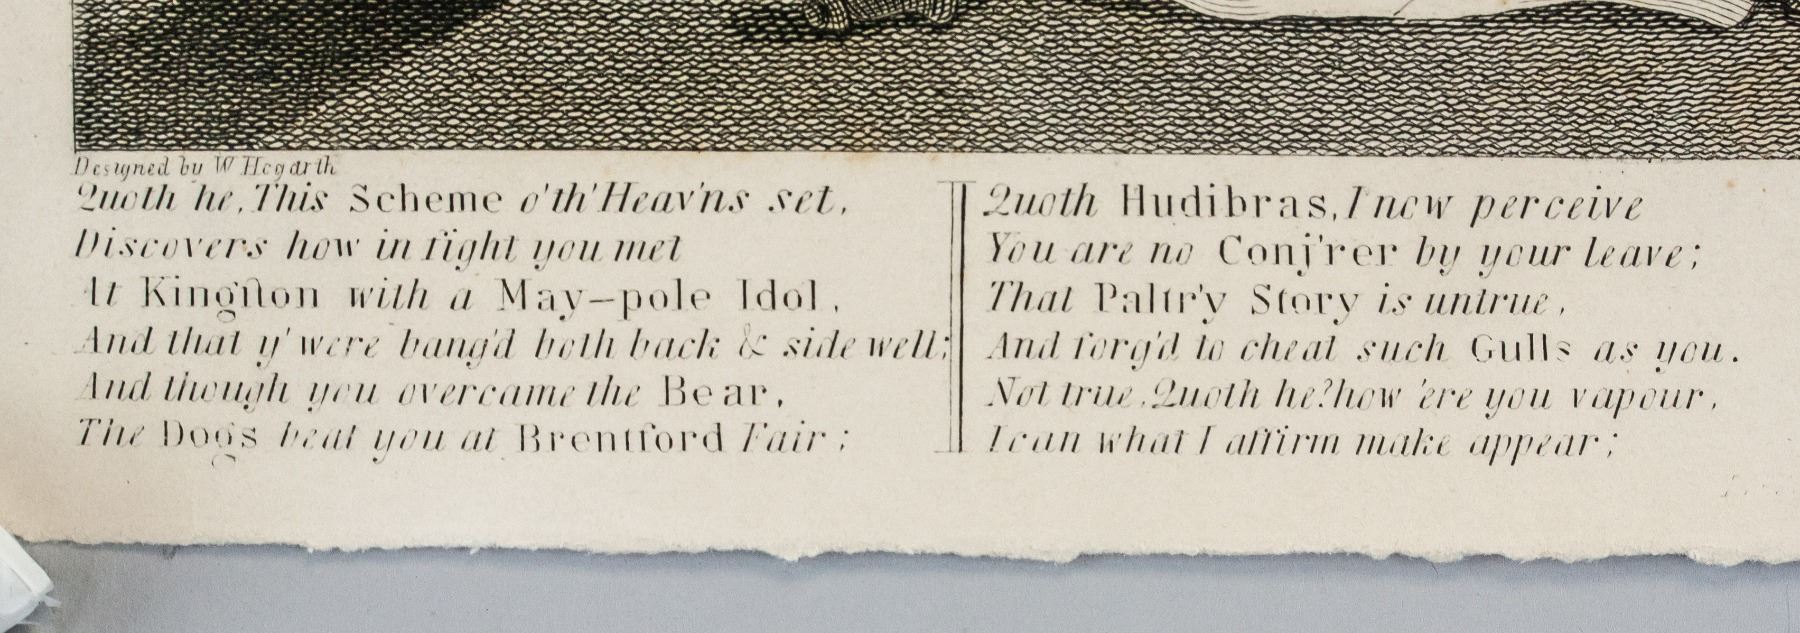 Designed by W Hogarth
Quoth he, This Scheme o'th' Heav'ns set,
Discovers how in fight you met
At Kingston with a May-pole Idol,
And that y' were bang'd both back & side well;
And though you overcame the Bear,
The Dogs beat you at Brentford Fair;
Quoth Hudibras, I now perceive
You are no Conj'rer by your leave;
That Paltr'y Story is untrue,
And forg'd to cheat such Gulls as you.
Not true, Quoth he? how 'ere you vapour,
I can what I affirm make appear;